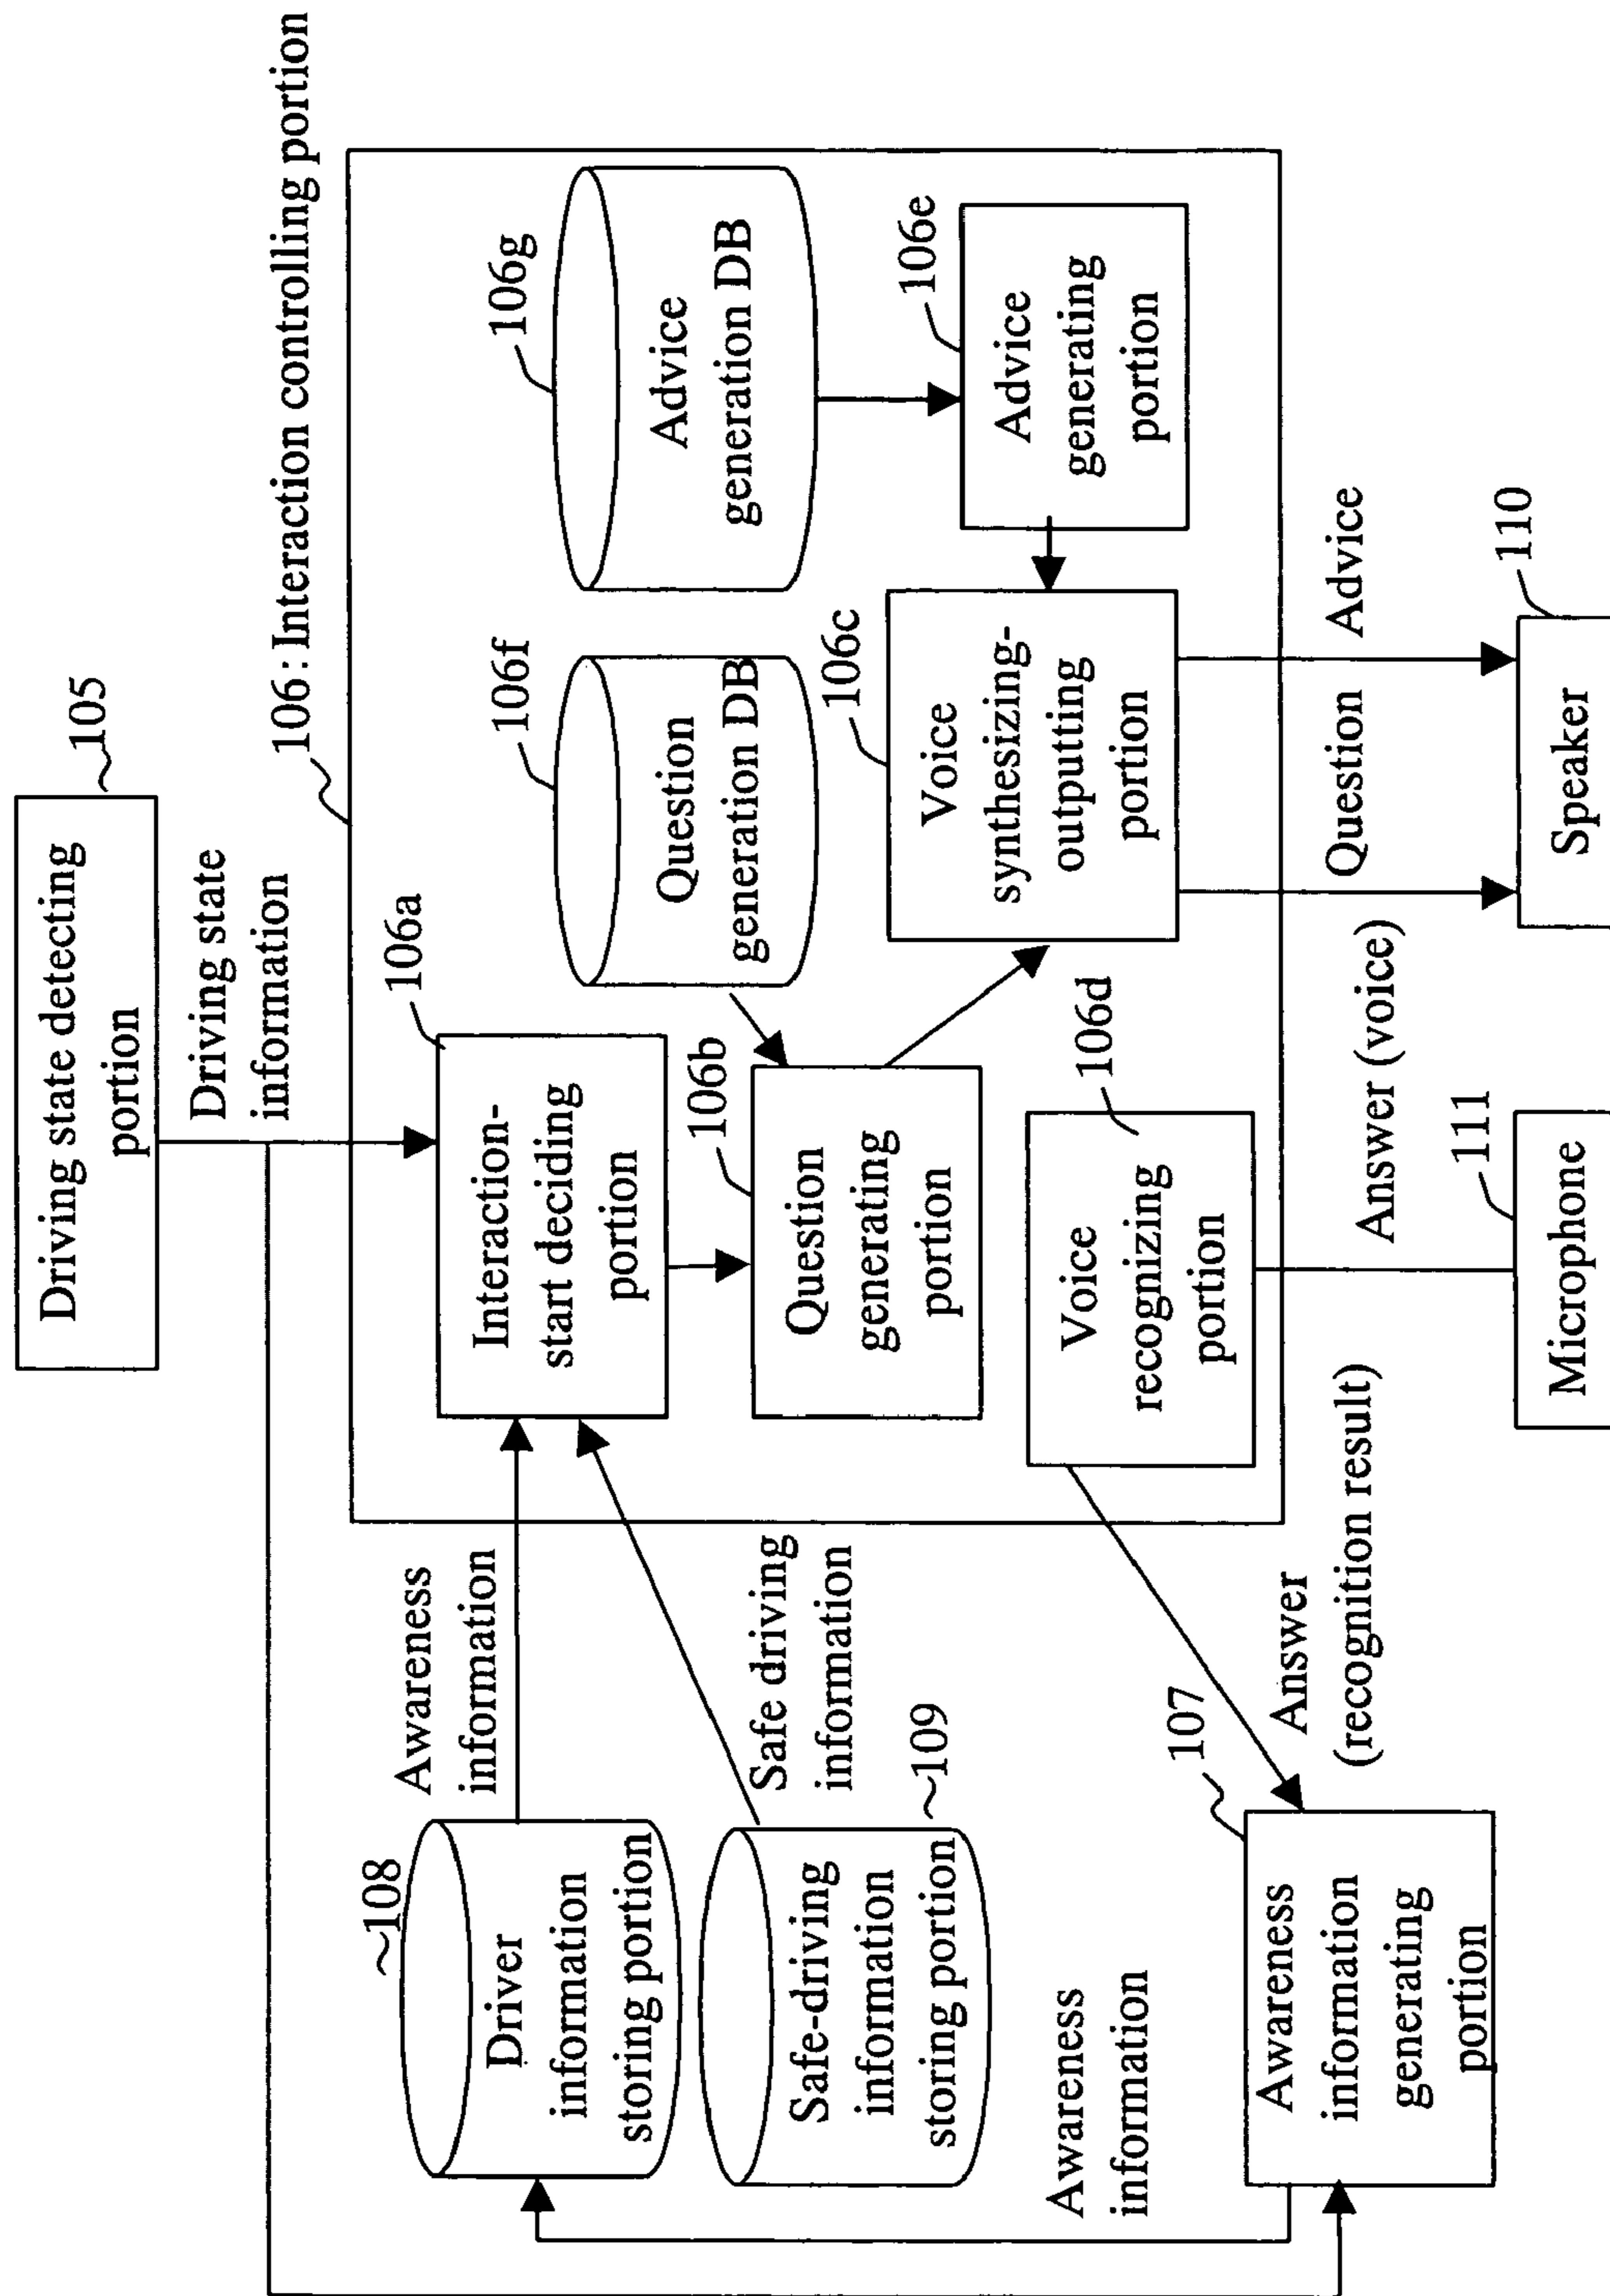 Driving state detecting
portion
~105
Driving state
information
106:Interaction controlling portion
~108
Driver
information
storing portion
Awareness
information
Interaction-
start deciding
portion
106a
Safe-driving
information
storing portion
~109
Safe driving
information
Question
generating
portion
106b
Question
generation DB
106f
Advice
generation DB
106g
Voice
recognizing
portion
106d
Voice
synthesizing-
outputing
portion
106c
Advice
generating
portion
106e
Awareness
information
Awareness
information
generating
portion
107
Answer
(recognition result)
Answer (voice)
Question
Advice
Microphone
111
Speaker
110